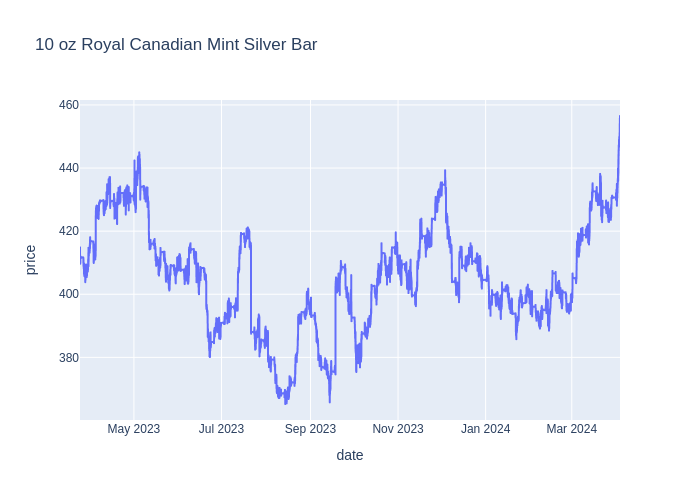 10 oz Royal Canadian Mint Silver Bar
460
440
420
400
380
price
May 2023
Jul 2023
Sep 2023
Nov 2023
Jan 2024
Mar 2024
date